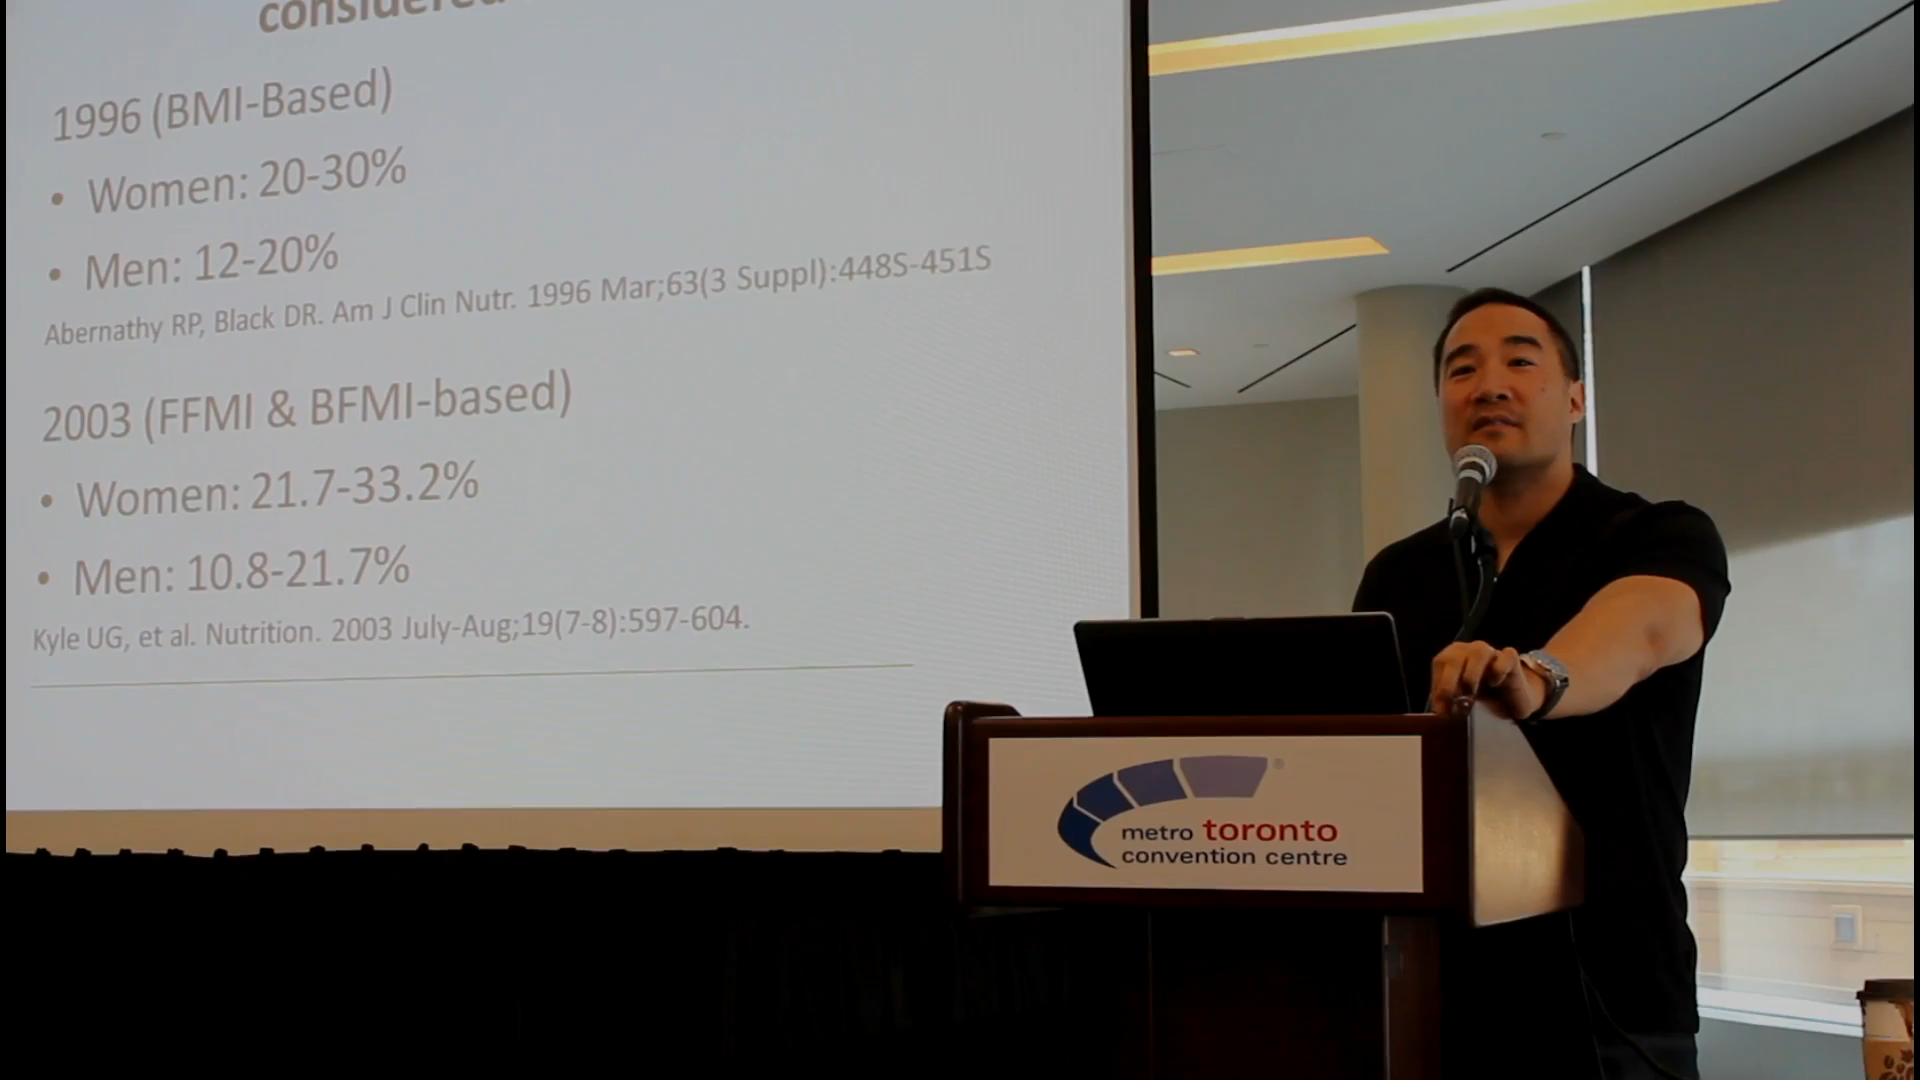 considered
1996 (BMI-Based)
• Women: 20-30%
• Men: 12-20%
Abernathy RP, Black DR. Am J Clin Nutr. 1996 Mar;63(3 Suppl):448S-451S
2003 (FFMI & BFMI-based)
• Women: 21.7-33.2%
• Men: 10.8-21.7%
Kyle UG, et al. Nutrition. 2003 July-Aug;19(7-8):597-604.
metro toronto ®
convention centre